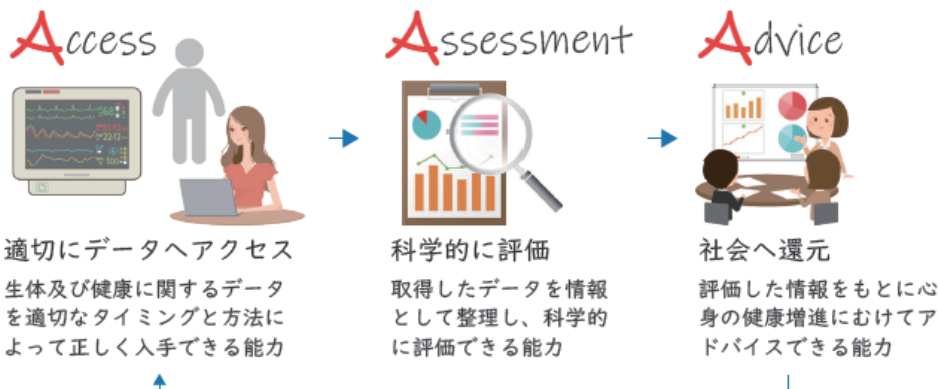 Access
Assessment
Advice
適切にデータへアクセス
生体及び健康に関するデータ
を適切なタイミングと方法に
よって正しく入手できる能力
科学的に評価
取得したデータを情報
として整理し、科学的
に評価できる能力
社会へ還元
評価した情報をもとに心
身の健康増進にむけてア
ドバイスできる能力